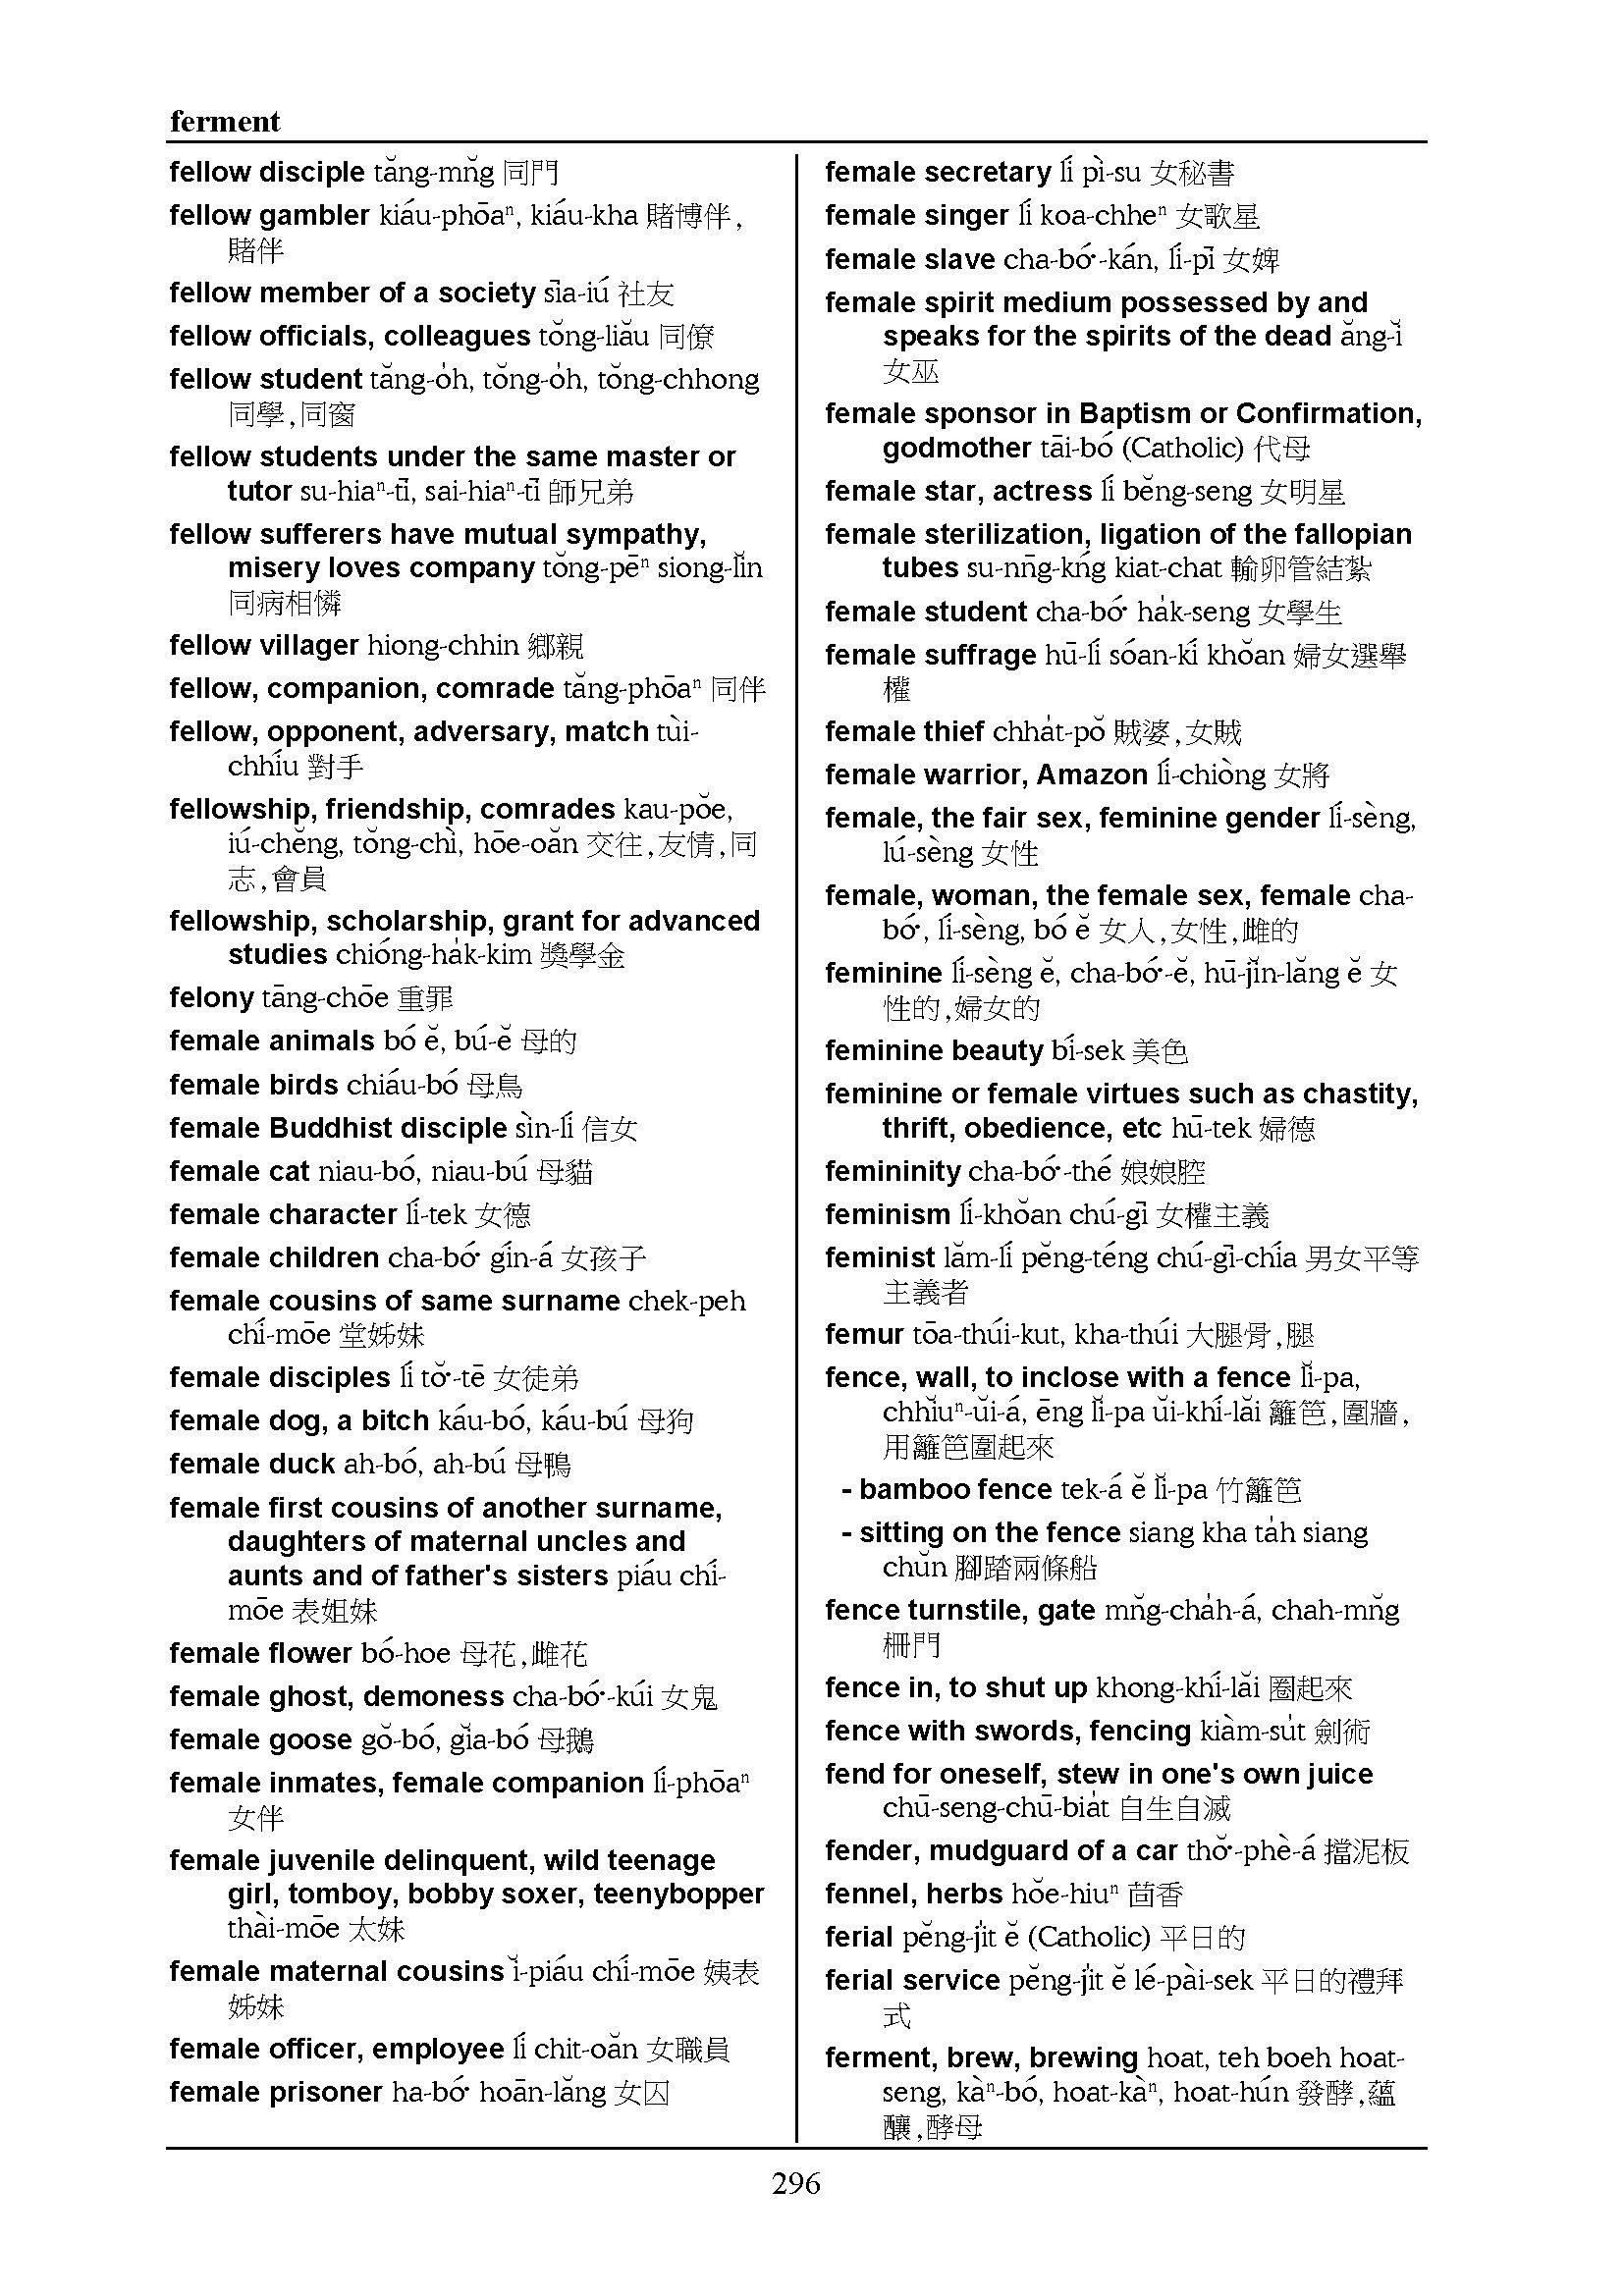 ferment
fellow disciple tăng-mn̆g 同門
fellow gambler kiáu-phōaⁿ, kiáu-kha 賭博伴,
賭伴
fellow member of a society sīa-iú 社友
fellow officials, colleagues tŏng-liău 同僚
fellow student tăng-o̍h, tŏng-o̍h, tŏng-chhong
同學,同窗
fellow students under the same master or
tutor su-hiaⁿ-tī, sai-hiaⁿ-tī 師兄弟
fellow sufferers have mutual sympathy,
misery loves company tŏng-pēⁿ siong-lĭn
同病相憐
fellow villager hiong-chhin 鄉親
fellow, companion, comrade tăng-phōaⁿ 同伴
fellow, opponent, adversary, match tùi-
chhíu 對手
fellowship, friendship, comrades kau-pŏe,
iú-chĕng, tŏng-chì, hōe-oăn 交往,友情,同
志,會員
fellowship, scholarship, grant for advanced
studies chióng-ha̍k-kim 獎學金
felony tāng-chōe 重罪
female animals bó ĕ, bú-ĕ 母的
female birds chiáu-bó 母鳥
female Buddhist disciple sìn-lí 信女
female cat niau-bó, niau-bú 母貓
female character lí-tek 女德
female children cha-bó͘ gín-á 女孩子
female cousins of same surname chek-peh
chí-mōe 堂姊妹
female disciples lí tŏ͘-tē 女徒弟
female dog, a bitch káu-bó, káu-bú 母狗
female duck ah-bó, ah-bú 母鴨
female first cousins of another surname,
daughters of maternal uncles and
aunts and of father's sisters piáu chí-
mōe 表姐妹
female flower bó-hoe 母花,雌花
female ghost, demoness cha-bó͘-kúi 女鬼
female goose gŏ-bó, gĭa-bó 母鵝
female inmates, female companion lí-phōaⁿ
女伴
female juvenile delinquent, wild teenage
girl, tomboy, bobby soxer, teenybopper
thài-mōe 太妹
female maternal cousins ĭ-piáu chí-mōe 姨表
姊妹
female officer, employee lí chit-oăn 女職員
female prisoner ha-bó͘ hoān-lăng 女囚
female secretary lí pì-su 女秘書
female singer lí koa-chheⁿ 女歌星
female slave cha-bó͘-kán, lí-pī 女婢
female spirit medium possessed by and
speaks for the spirits of the dead ăng-ĭ
女巫
female sponsor in Baptism or Confirmation,
godmother tāi-bó (Catholic) 代母
female star, actress lí bĕng-seng 女明星
female sterilization, ligation of the fallopian
tubes su-nn̄g-kńg kiat-chat 輸卵管結紮
female student cha-bó͘ ha̍k-seng 女學生
female suffrage hū-lí sóan-kí khŏan 婦女選舉
權
female thief chha̍t-pŏ 賊婆,女賊
female warrior, Amazon lí-chiòng 女將
female, the fair sex, feminine gender lí-sèng,
lú-sèng 女性
female, woman, the female sex, female cha-
bó͘, lí-sèng, bó ĕ 女人,女性,雌的
feminine lí-sèng ĕ, cha-bó͘-ĕ, hū-jĭn-lăng ĕ 女
性的,婦女的
feminine beauty bí-sek 美色
feminine or female virtues such as chastity,
thrift, obedience, etc hū-tek 婦德
femininity cha-bó͘-thé 娘娘腔
feminism lí-khŏan chú-gī 女權主義
feminist lăm-lí pĕng-téng chú-gī-chía 男女平等
主義者
femur tōa-thúi-kut, kha-thúi 大腿骨,腿
fence, wall, to inclose with a fence lĭ-pa,
chhĭuⁿ-ŭi-á, ēng lĭ-pa ŭi-khí-lăi 籬笆,圍牆,
用籬笆圍起來
- bamboo fence tek-á ĕ lĭ-pa 竹籬笆
- sitting on the fence siang kha ta̍h siang
chŭn 腳踏兩條船
fence turnstile, gate mn̆g-cha̍h-á, chah-mn̆g
柵門
fence in, to shut up khong-khí-lăi 圈起來
fence with swords, fencing kiàm-su̍t 劍術
fend for oneself, stew in one's own juice
chū-seng-chū-bia̍t 自生自滅
fender, mudguard of a car thŏ͘-phè-á 擋泥板
fennel, herbs hŏe-hiuⁿ 茴香
ferial pĕng-ji̍t ĕ (Catholic) 平日的
ferial service pĕng-ji̍t ĕ lé-pài-sek 平日的禮拜
式
ferment, brew, brewing hoat, teh boeh hoat-
seng, kàⁿ-bó, hoat-kàⁿ, hoat-hún 發酵,蘊
釀,酵母
296